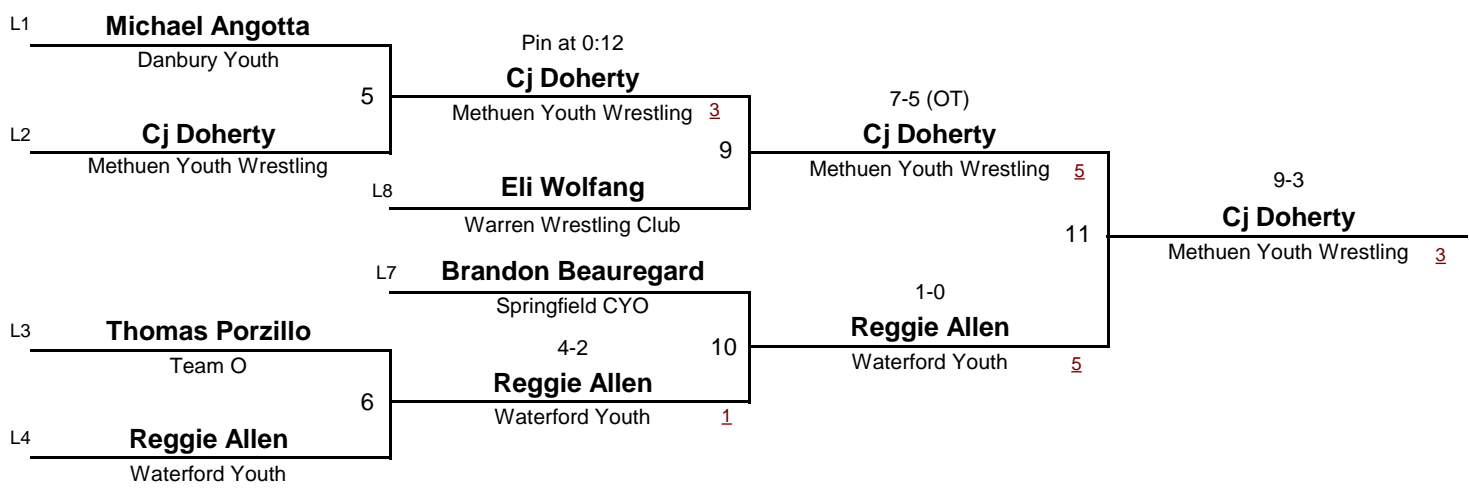 L1 Michael Angotta
Danbury Youth
Pin at 0:12
5
Cj Doherty
Methuen Youth Wrestling 3
7-5 (OT)
L2 Cj Doherty
Methuen Youth Wrestling
9
Cj Doherty
Methuen Youth Wrestling 5
L8 Eli Wolfang
Warren Wrestling Club
9-3
11
Cj Doherty
Methuen Youth Wrestling 3
L7 Brandon Beauregard
Springfield CYO
1-0
L3 Thomas Porzillo
Team O
4-2
10
Reggie Allen
Waterford Youth 5
6
Reggie Allen
Waterford Youth 1
L4 Reggie Allen
Waterford Youth